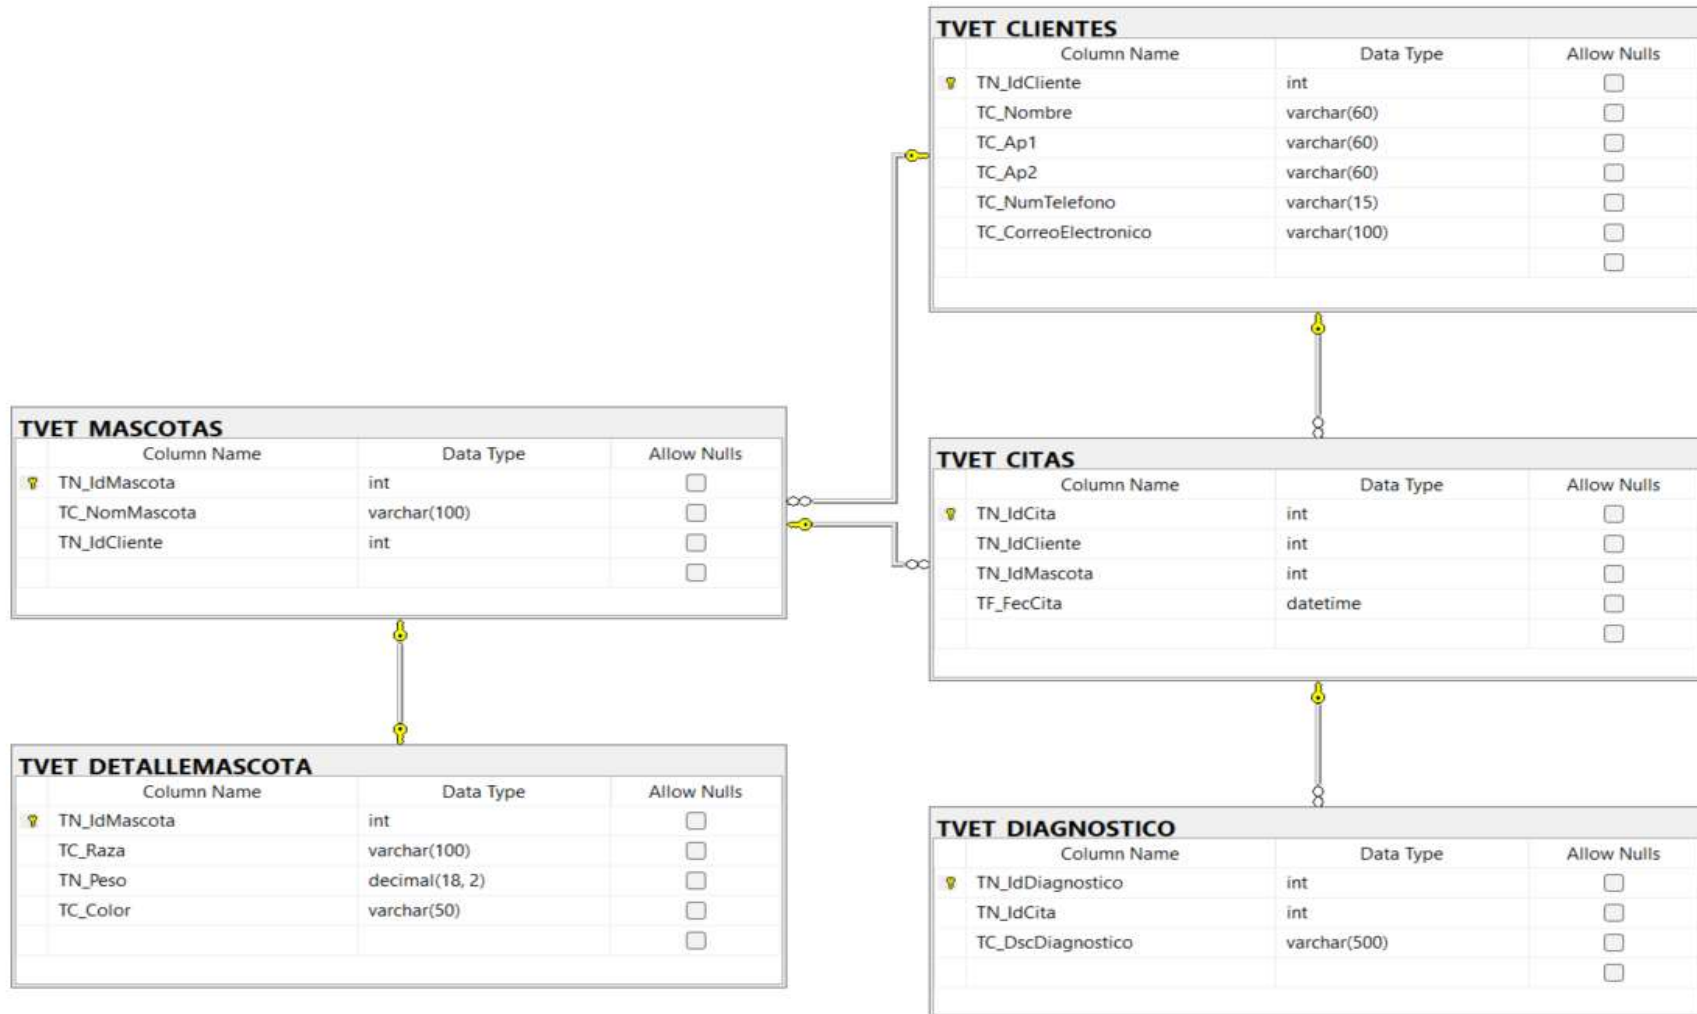 TVET_CLIENTES
Column Name Data Type Allow Nulls
TN_IdCliente int
TC_Nombre varchar(60)
TC_Ap1 varchar(60)
TC_Ap2 varchar(60)
TC_NumTelefono varchar(15)
TC_CorreoElectronico varchar(100)
TVET_MASCOTAS
Column Name Data Type Allow Nulls
TN_IdMascota int
TC_NomMascota varchar(100)
TN_IdCliente int
TVET_CITAS
Column Name Data Type Allow Nulls
TN_IdCita int
TN_IdCliente int
TN_IdMascota int
TF_FecCita datetime
TVET_DETALLEMASCOTA
Column Name Data Type Allow Nulls
TN_IdMascota int
TC_Raza varchar(100)
TN_Peso decimal(18, 2)
TC_Color varchar(50)
TVET_DIAGNOSTICO
Column Name Data Type Allow Nulls
TN_IdDiagnostico int
TN_IdCita int
TC_DscDiagnostico varchar(500)